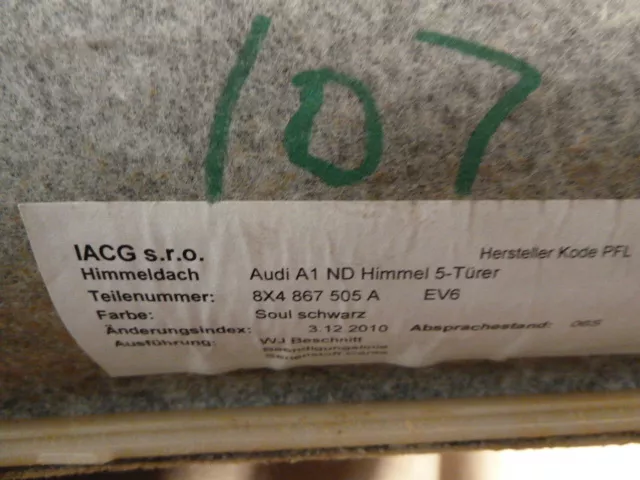 107
IACG s.r.o.
Hersteller Kode PFL
Himmeldach Audi A1 ND Himmel 5-Türer
Teilenummer: 8X4 867 505 A EV6
Farbe: Soul schwarz
Änderungsindex: 3.12.2010 Absprachestand: 06S
Ausführung: WJ Beschnitt